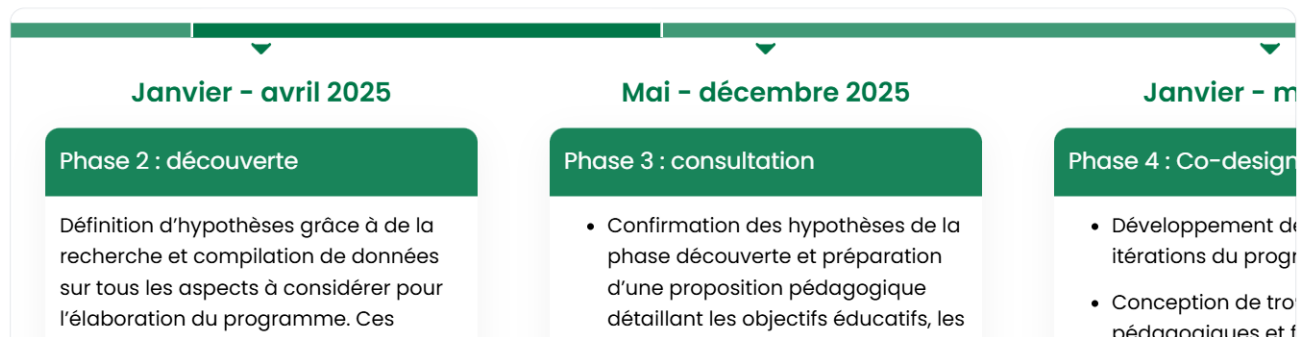 Janvier - avril 2025
Phase 2 : découverte
Définition d’hypothèses grâce à de la
recherche et compilation de données
sur tous les aspects à considérer pour
l’élaboration du programme. Ces
Mai - décembre 2025
Phase 3 : consultation
• Confirmation des hypothèses de la
phase découverte et préparation
d’une proposition pédagogique
détaillant les objectifs éducatifs, les
Janvier -
Phase 4 : Co-design
• Développement
itérations du
• Conception de
pédagogiques et